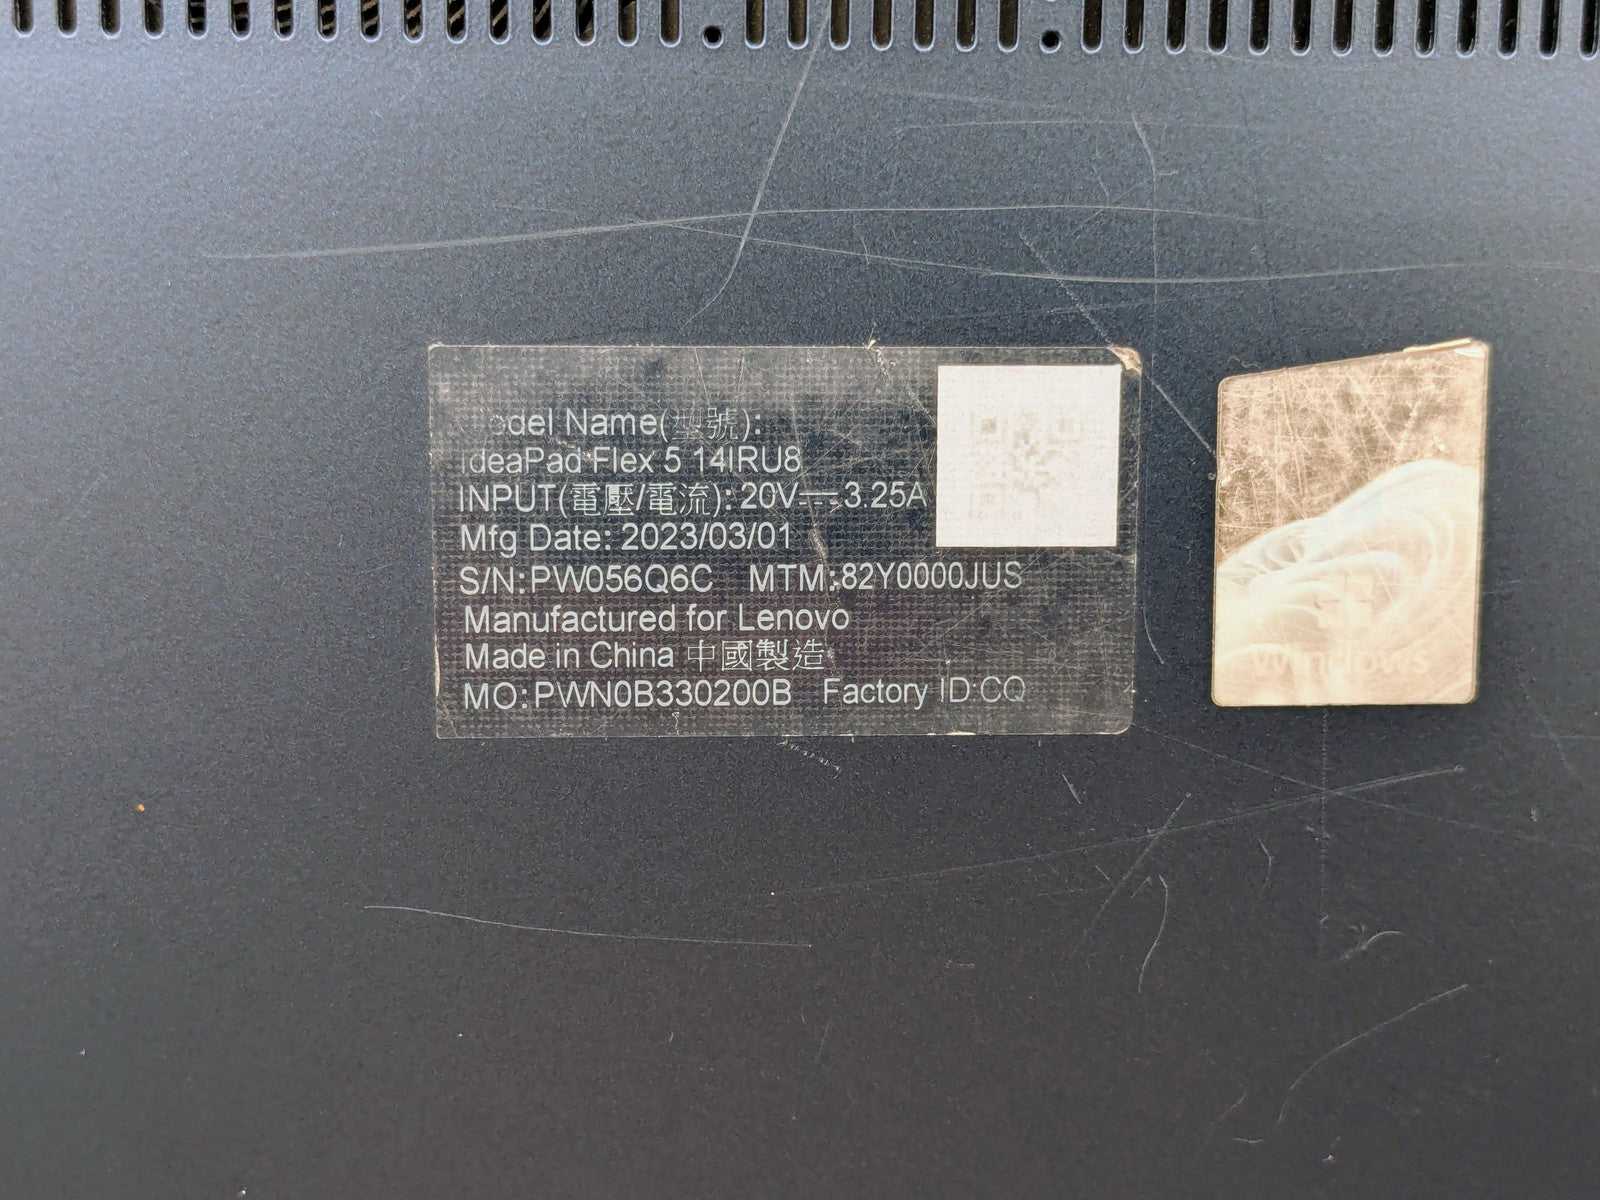 Model Name(型號):
IdeaPad Flex 5 14IRU8
INPUT(電壓/電流): 20V⎓3.25A
Mfg Date: 2023/03/01
S/N:PW056Q6C MTM:82Y0000JUS
Manufactured for Lenovo
Made in China 中國製造
MO:PWN0B330200B Factory ID:CQ
Windows